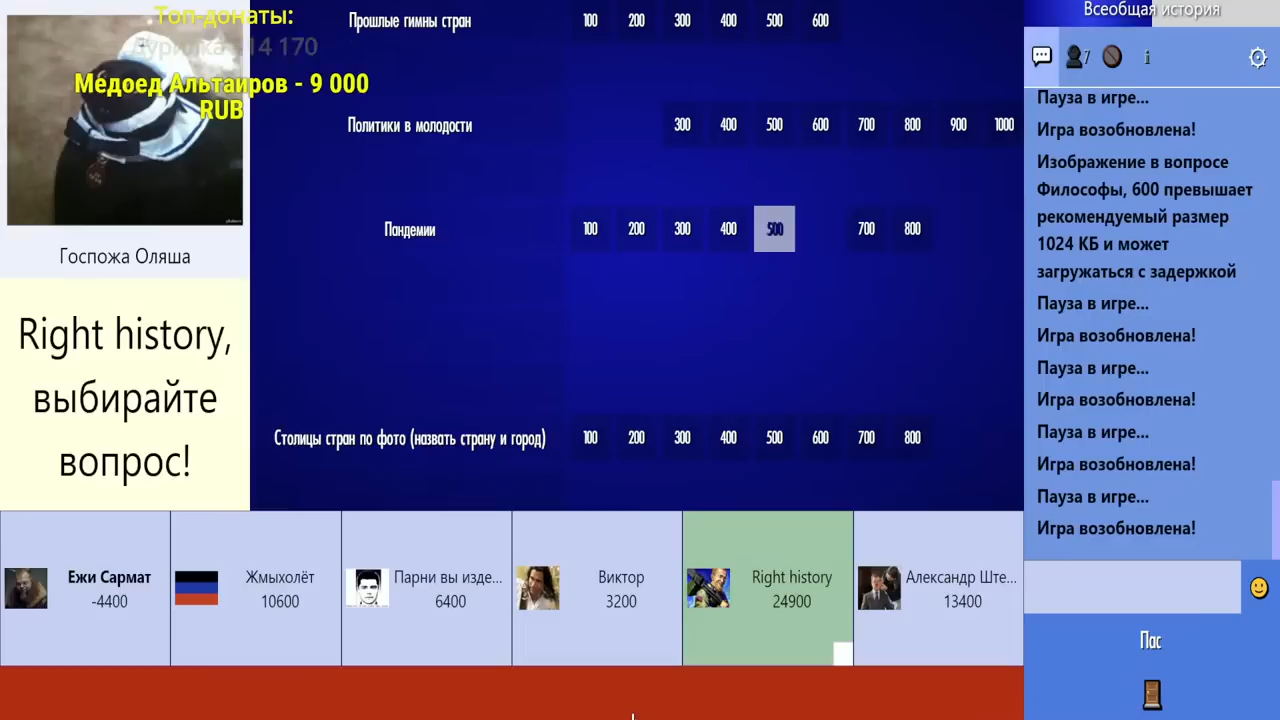 Топ-донаты:
14 170
Медоед Альтаиров - 9 000
RUB
Госпожа Оляша
Right history,
выбирайте
вопрос!
Прошлые гимны стран 100 200 300 400 500 600
Политики в молодости 300 400 500 600 700 800 900 1000
Пандемии 100 200 300 400 500 700 800
Столицы стран по фото (назвать страну и город) 100 200 300 400 500 600 700 800
Ежи Сармат
-4400
Жмыхолёт
10600
Парни вы изде...
6400
Виктор
3200
Right history
24900
Александр Ште...
13400
Всеобщая история
7
i
Пауза в игре...
Игра возобновлена!
Изображение в вопросе
Философы, 600 превышает
рекомендуемый размер
1024 КБ и может
загружаться с задержкой
Пауза в игре...
Игра возобновлена!
Пауза в игре...
Игра возобновлена!
Пауза в игре...
Игра возобновлена!
Пауза в игре...
Игра возобновлена!
Пас